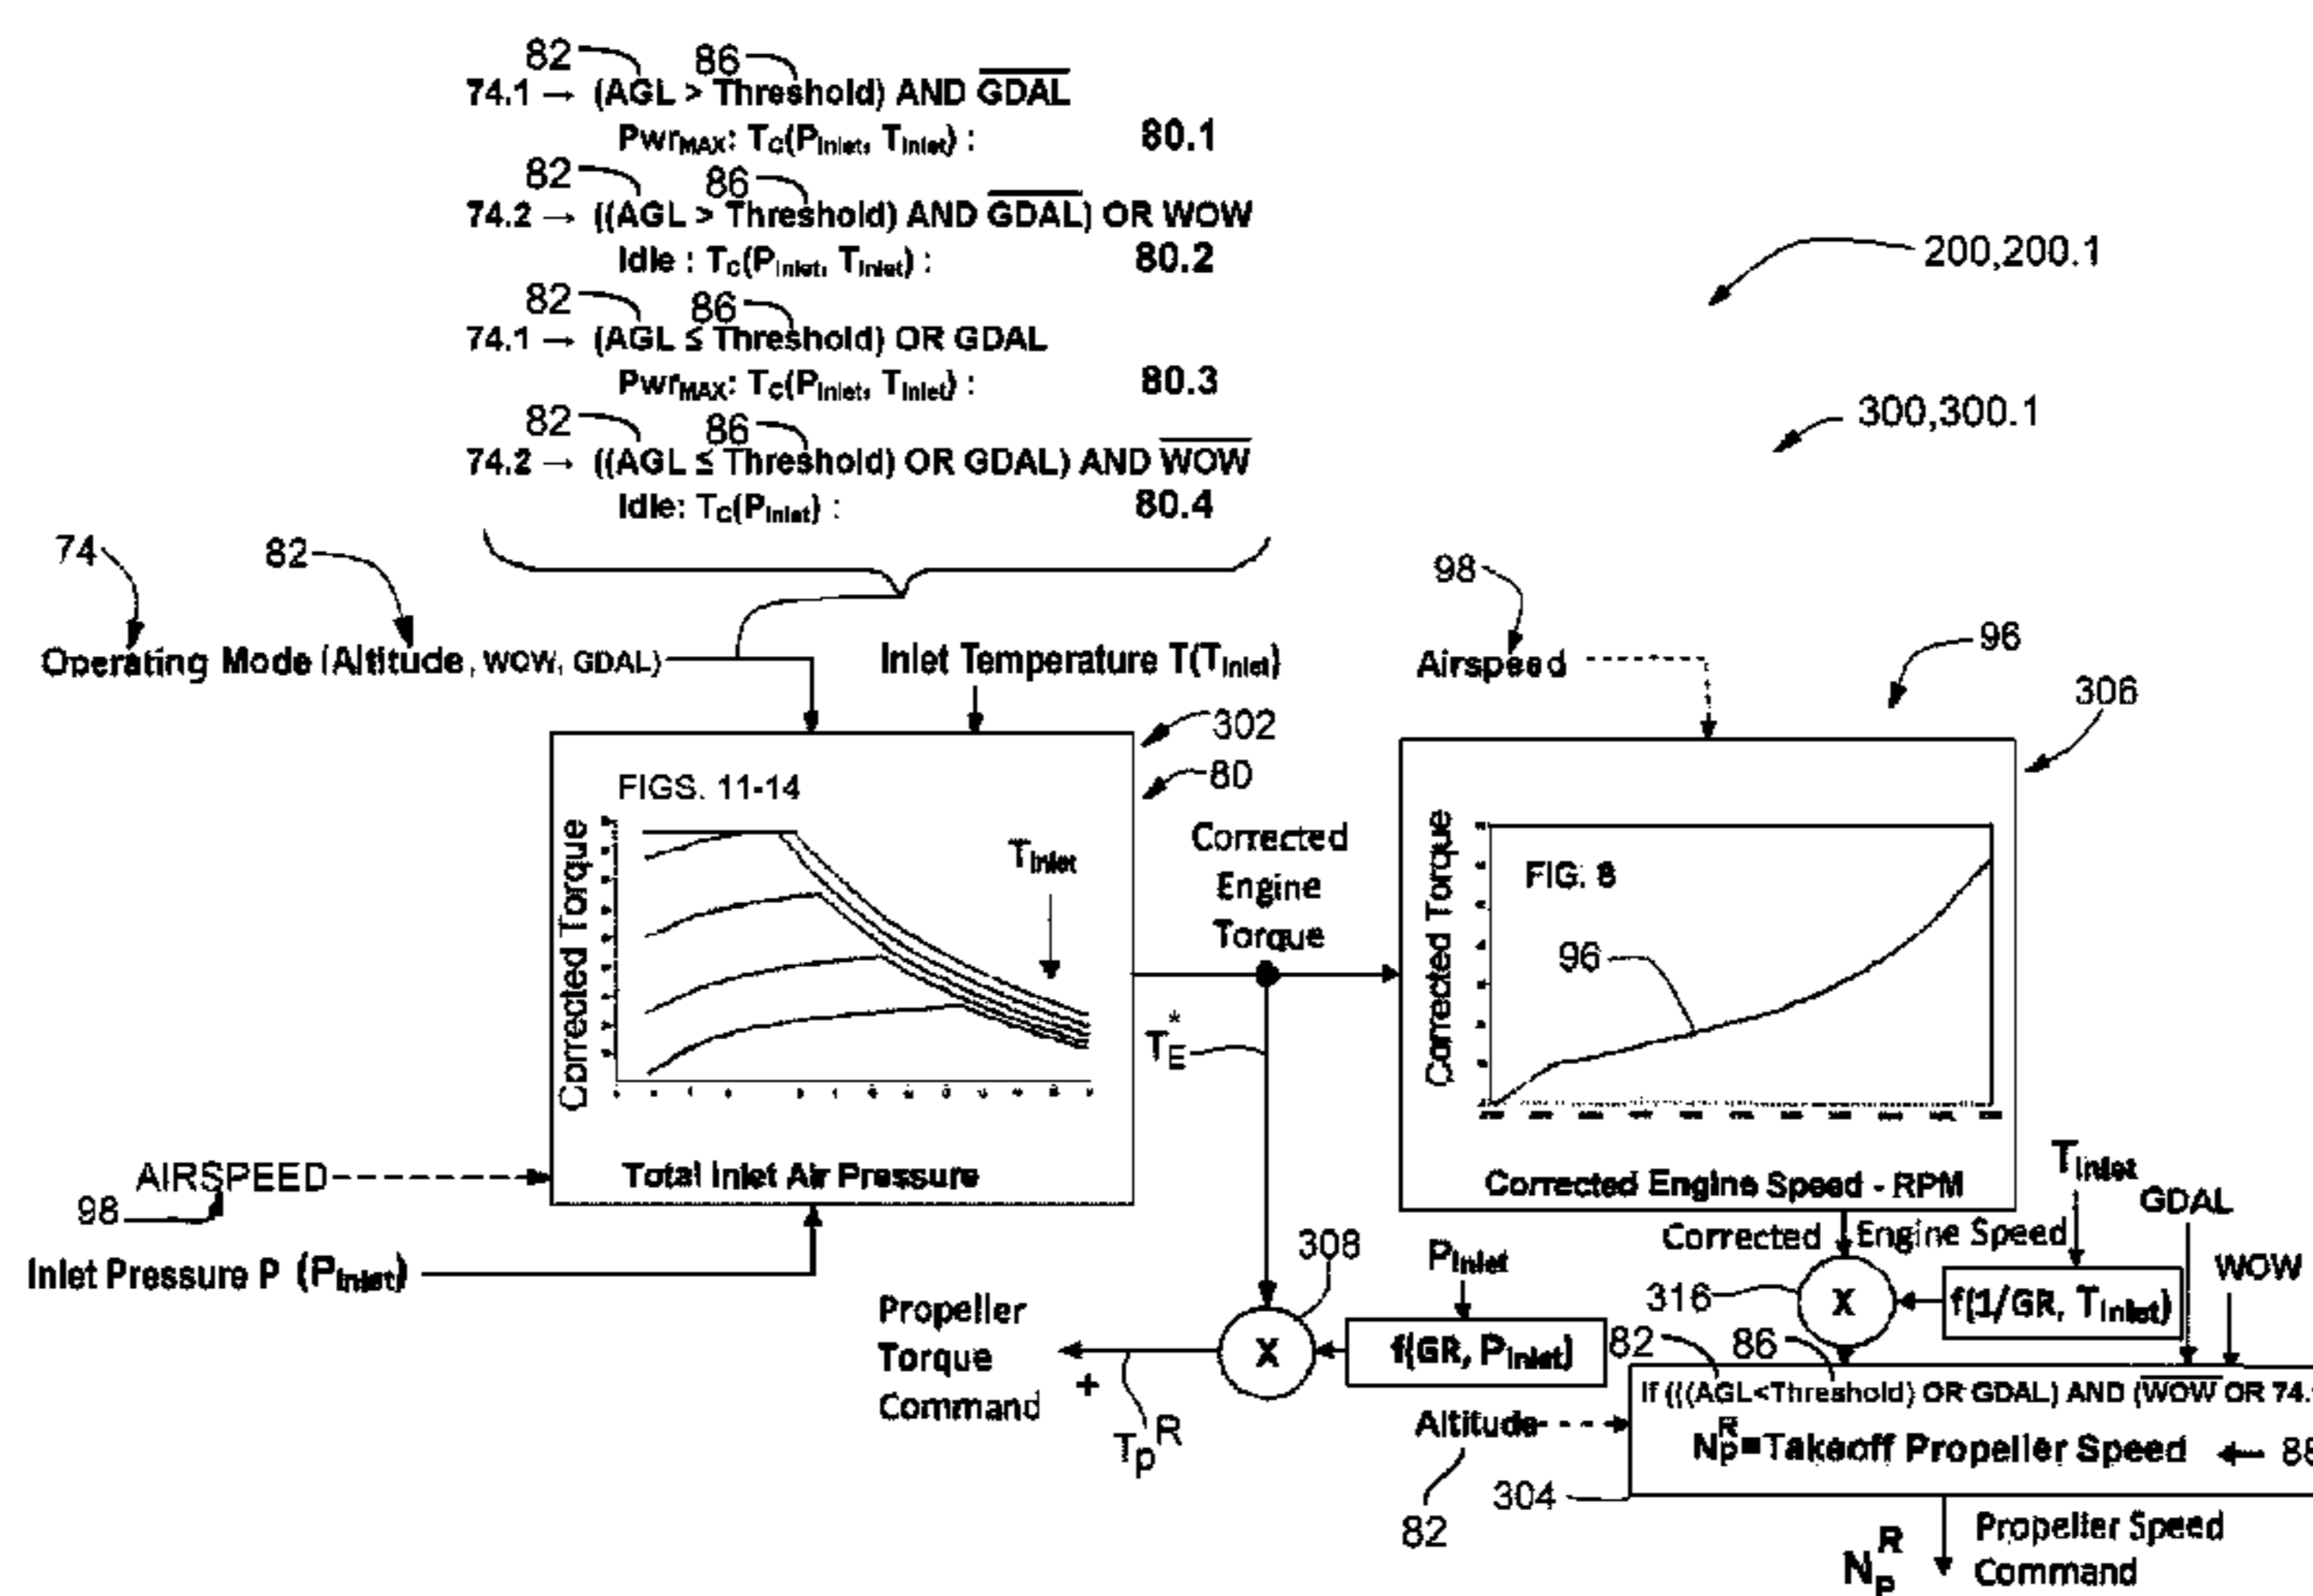 82 86
74.1 → (AGL > Threshold) AND GDAL
PwrMAX: TC(PInlet, TInlet) : 80.1
82 86
74.2 → ((AGL > Threshold) AND GDAL) OR WOW
Idle : TC(PInlet, TInlet) : 80.2
82 86
74.1 → (AGL ≤ Threshold) OR GDAL
PwrMAX: TC(PInlet, TInlet) : 80.3
82 86
74.2 → ((AGL ≤ Threshold) OR GDAL) AND WOW
Idle: TC(PInlet) : 80.4
200,200.1
300,300.1
74 82
Operating Mode (Altitude, WOW, GDAL)
Inlet Temperature T(TInlet)
98
Airspeed
96
306
302
80
FIGS. 11-14
Corrected Torque
TInlet
Total Inlet Air Pressure
AIRSPEED
98
Inlet Pressure P (PInlet)
Corrected
Engine
Torque
T*E
FIG. 8
96
Corrected Torque
Corrected Engine Speed - RPM
Corrected Engine Speed
TInlet
GDAL
WOW
316
X
f(1/GR, TInlet)
308
PInlet
X
f(GR, PInlet)
Propeller
Torque
Command
+
TpR
82 86
If (((AGL<Threshold) OR GDAL) AND (WOW OR 74.
Altitude
82
NpR=Takeoff Propeller Speed ←
304
NPR
Propeller Speed
Command